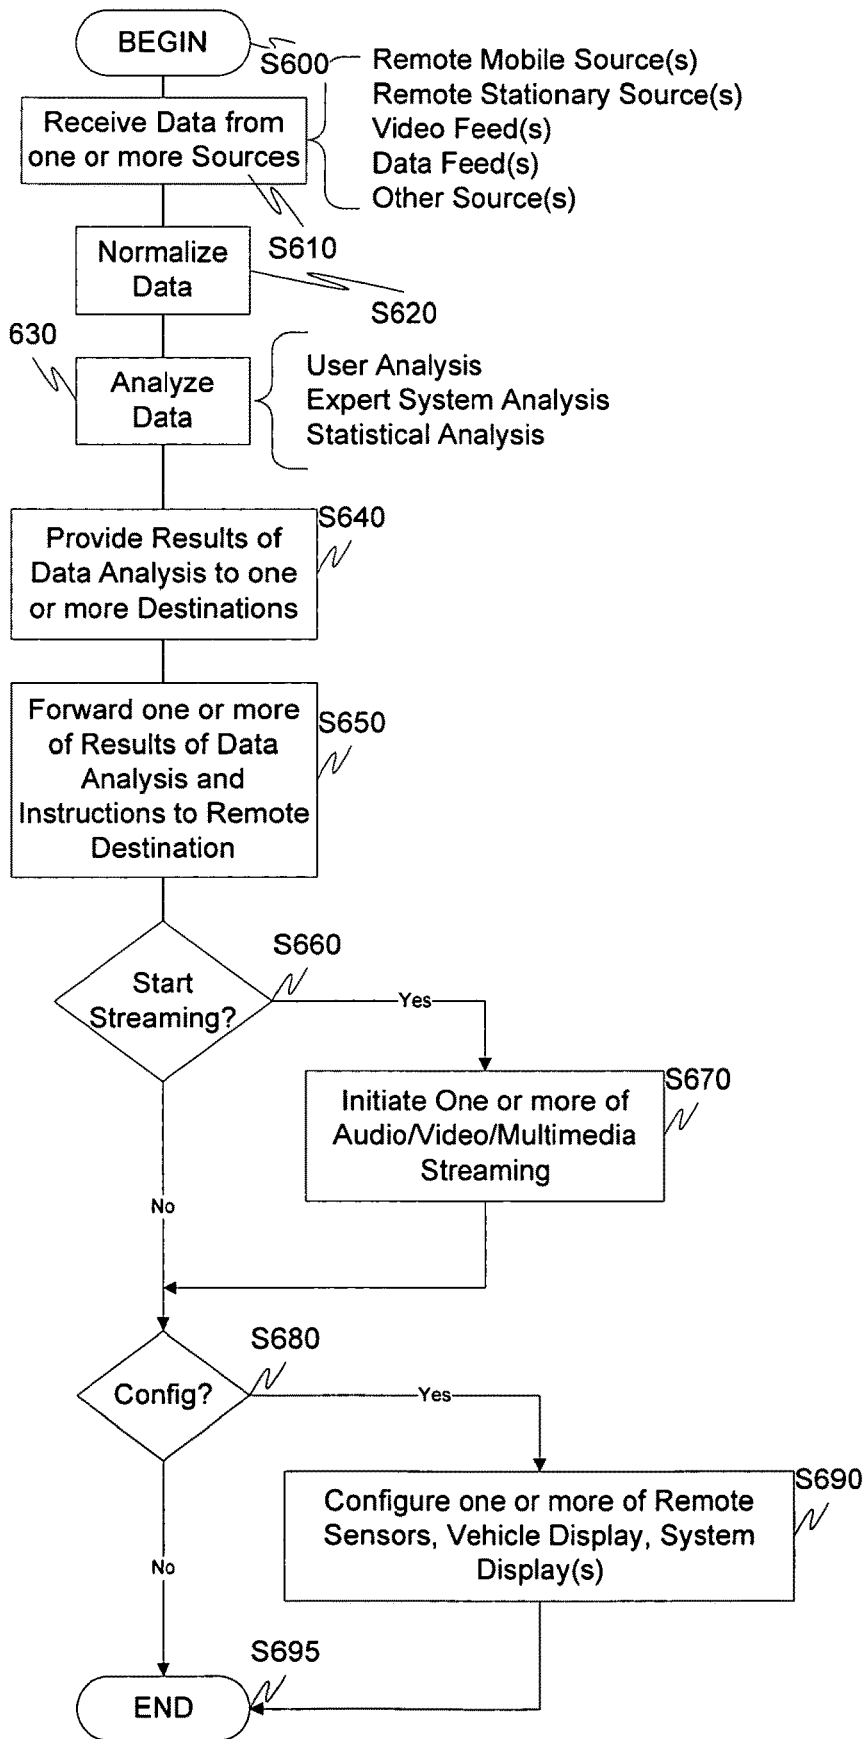 BEGIN
S600
Remote Mobile Source(s)
Remote Stationary Source(s)
Video Feed(s)
Data Feed(s)
Other Source(s)
Receive Data from
one or more Sources
S610
Normalize
Data
S620
630
Analyze
Data
User Analysis
Expert System Analysis
Statistical Analysis
S640
Provide Results of
Data Analysis to one
or more Destinations
S650
Forward one or more
of Results of Data
Analysis and
Instructions to Remote
Destination
S660
Start
Streaming?
Yes
S670
Initiate One or more of
Audio/Video/Multimedia
Streaming
No
S680
Config?
Yes
S690
Configure one or more of Remote
Sensors, Vehicle Display, System
Display(s)
No
S695
END